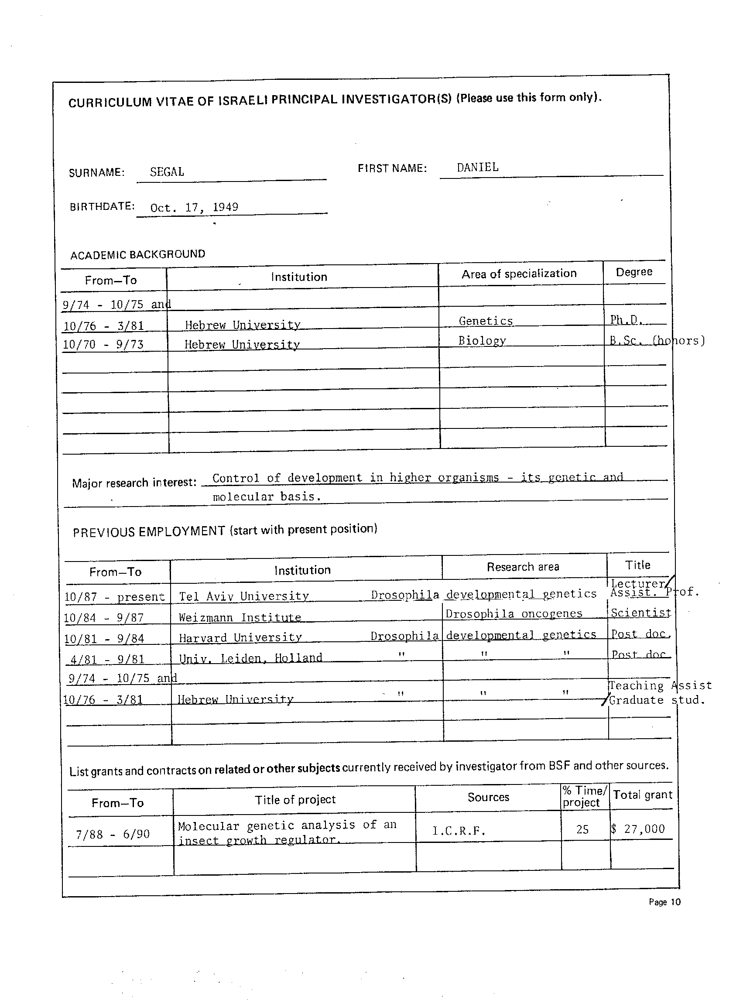 CURRICULUM VITAE OF ISRAELI PRINCIPAL INVESTIGATOR(S) (Please use this form only).
SURNAME: SEGAL FIRST NAME: DANIEL
BIRTHDATE: Oct. 17, 1949
ACADEMIC BACKGROUND
From—To Institution Area of specialization Degree
9/74 - 10/75 and
10/76 - 3/81 Hebrew University Genetics Ph.D.
10/70 - 9/73 Hebrew University Biology B.Sc. (honors)
Major research interest: Control of development in higher organisms - its genetic and
molecular basis.
PREVIOUS EMPLOYMENT (start with present position)
From—To Institution Research area Title
Lecturer/
10/87 - present Tel Aviv University Drosophila developmental genetics Assist. Prof.
10/84 - 9/87 Weizmann Institute Drosophila oncogenes Scientist
10/81 - 9/84 Harvard University Drosophila developmental genetics Post doc.
4/81 - 9/81 Univ. Leiden, Holland " " " Post doc.
9/74 - 10/75 and Teaching Assist
10/76 - 3/81 Hebrew University " " " /Graduate stud.
List grants and contracts on related or other subjects currently received by investigator from BSF and other sources.
From—To Title of project Sources % Time/ project Total grant
7/88 - 6/90 Molecular genetic analysis of an I.C.R.F. 25 $ 27,000
insect growth regulator.
Page 10